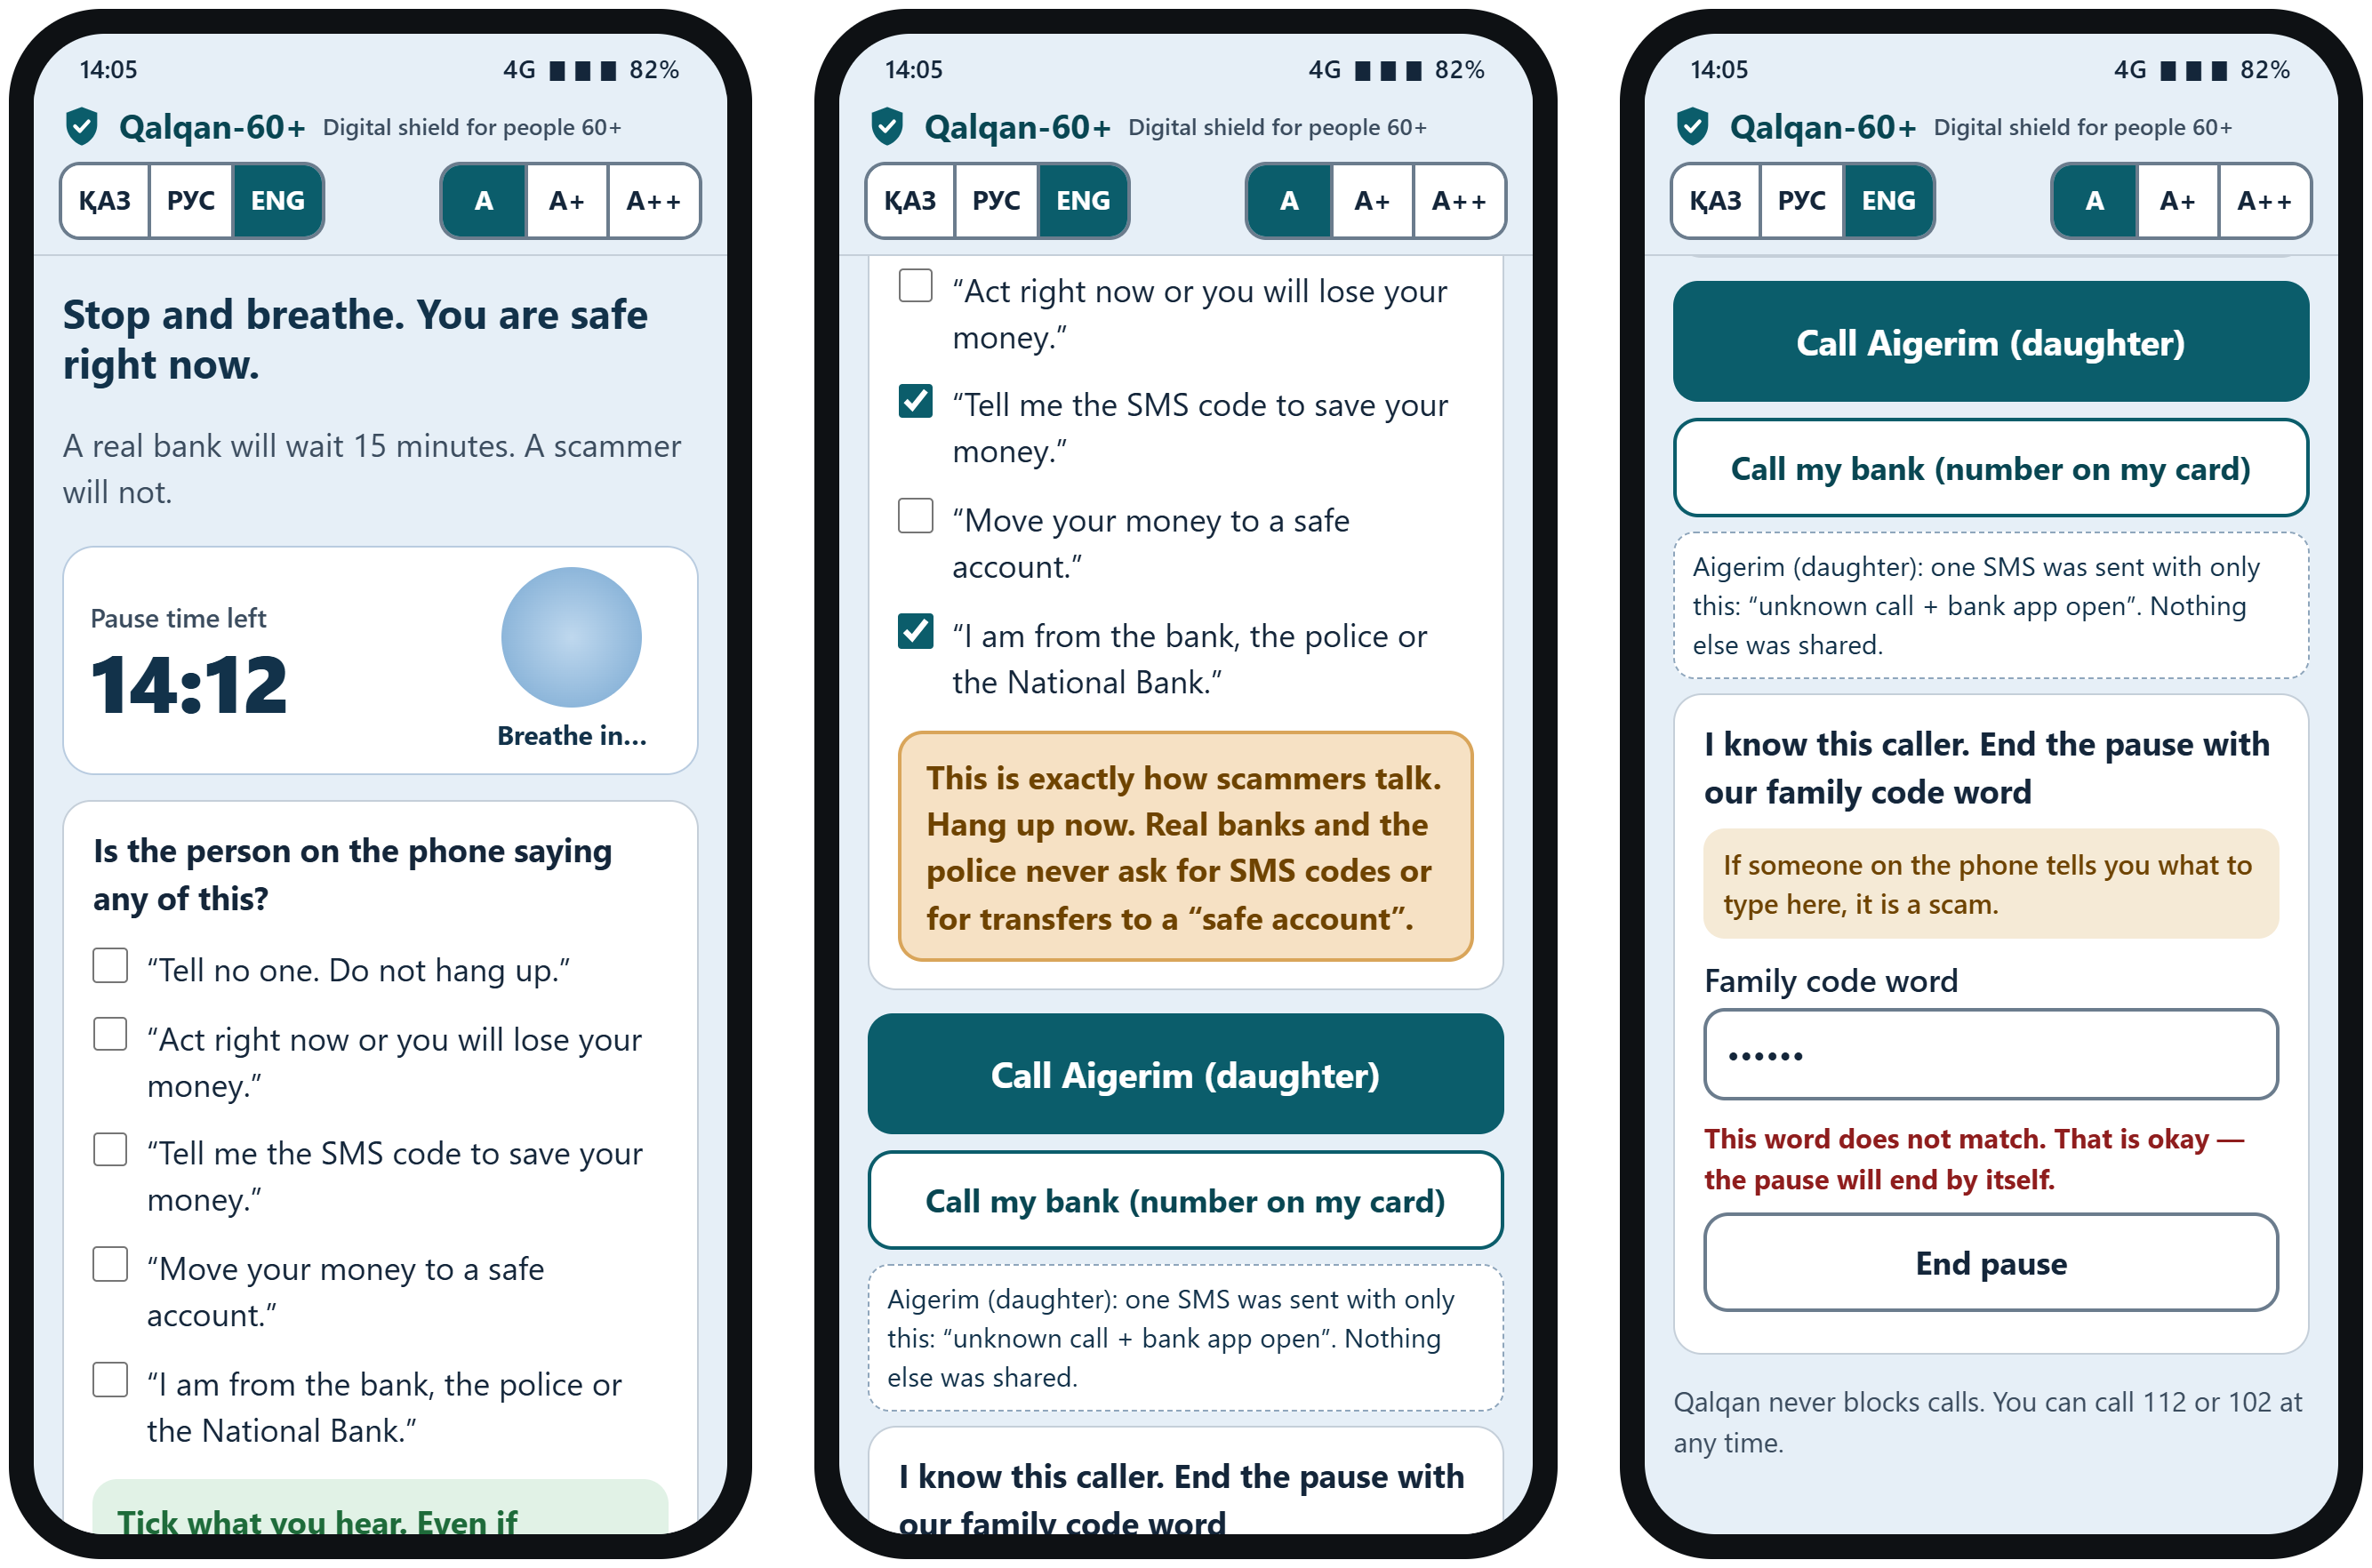 14:05
4G 82%
Qalqan-60+ Digital shield for people 60+
ҚАЗ РУС ENG A A+ A++
Stop and breathe. You are safe
right now.
A real bank will wait 15 minutes. A scammer
will not.
Pause time left
14:12
Breathe in...
Is the person on the phone saying
any of this?
“Tell no one. Do not hang up.”
“Act right now or you will lose your
money.”
“Tell me the SMS code to save your
money.”
“Move your money to a safe
account.”
“I am from the bank, the police or
the National Bank.”
Tick what you hear. Even if
14:05
4G 82%
Qalqan-60+ Digital shield for people 60+
ҚАЗ РУС ENG A A+ A++
“Act right now or you will lose your
money.”
“Tell me the SMS code to save your
money.”
“Move your money to a safe
account.”
“I am from the bank, the police or
the National Bank.”
This is exactly how scammers talk.
Hang up now. Real banks and the
police never ask for SMS codes or
for transfers to a “safe account”.
Call Aigerim (daughter)
Call my bank (number on my card)
Aigerim (daughter): one SMS was sent with only
this: “unknown call + bank app open”. Nothing
else was shared.
I know this caller. End the pause with
our family code word
14:05
4G 82%
Qalqan-60+ Digital shield for people 60+
ҚАЗ РУС ENG A A+ A++
Call Aigerim (daughter)
Call my bank (number on my card)
Aigerim (daughter): one SMS was sent with only
this: “unknown call + bank app open”. Nothing
else was shared.
I know this caller. End the pause with
our family code word
If someone on the phone tells you what to
type here, it is a scam.
Family code word
••••••
This word does not match. That is okay —
the pause will end by itself.
End pause
Qalqan never blocks calls. You can call 112 or 102 at
any time.